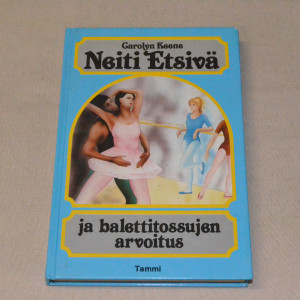 Carolyn Keene
Neiti Etsivä
ja balettitossujen
arvoitus
Tammi